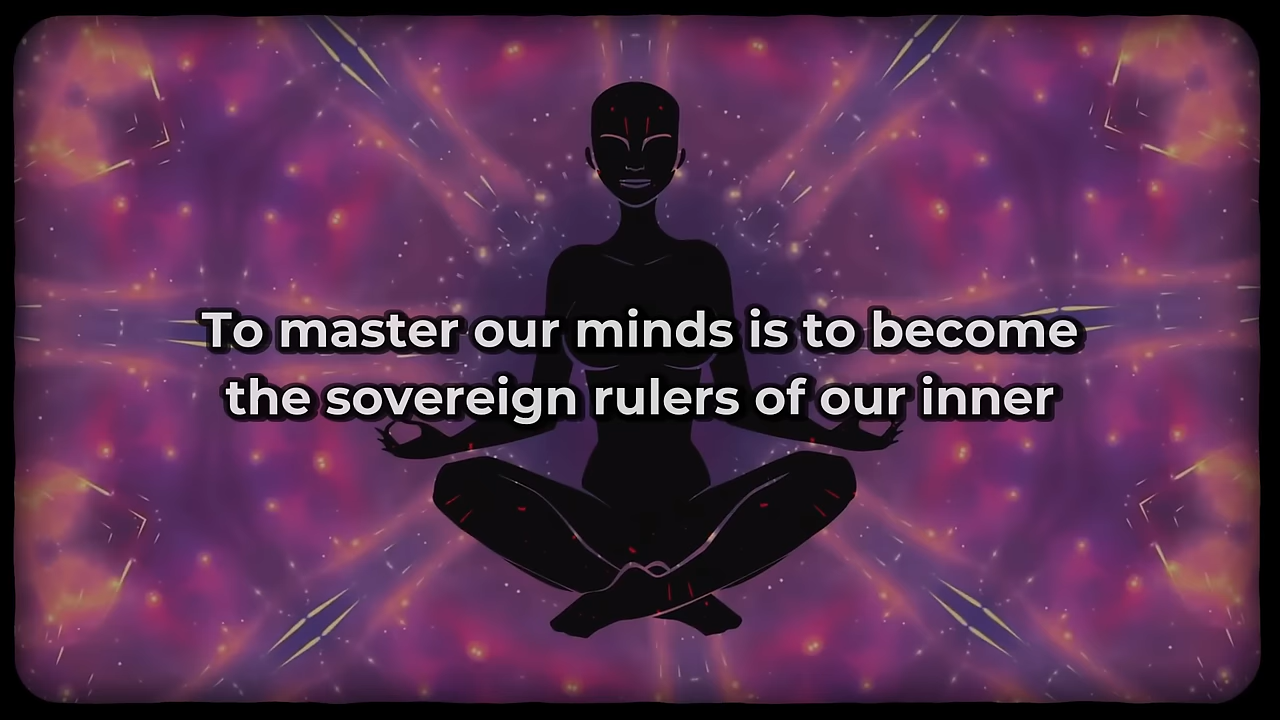 To master our minds is to become
the sovereign rulers of our inner